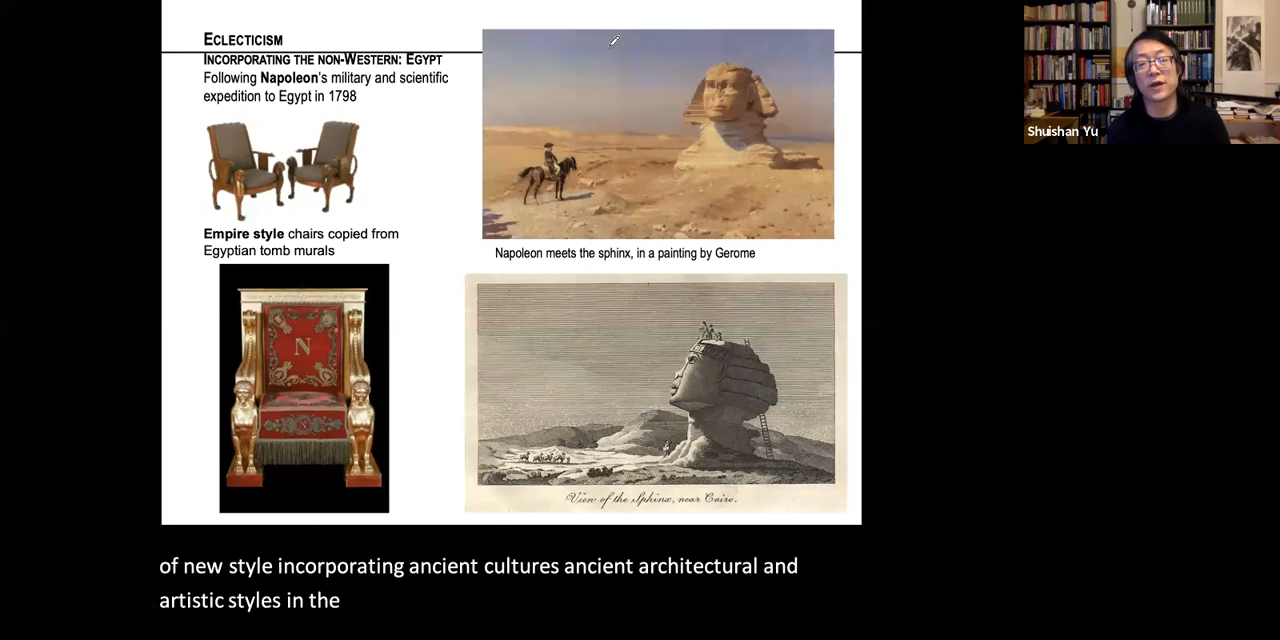 ECLECTICISM
INCORPORATING THE NON-WESTERN: EGYPT
Following Napoleon's military and scientific
expedition to Egypt in 1798
Empire style chairs copied from
Egyptian tomb murals
N
N
Napoleon meets the sphinx, in a painting by Gerome
View of the Sphinx, near Cairo.
Shuishan Yu
of new style incorporating ancient cultures ancient architectural and
artistic styles in the